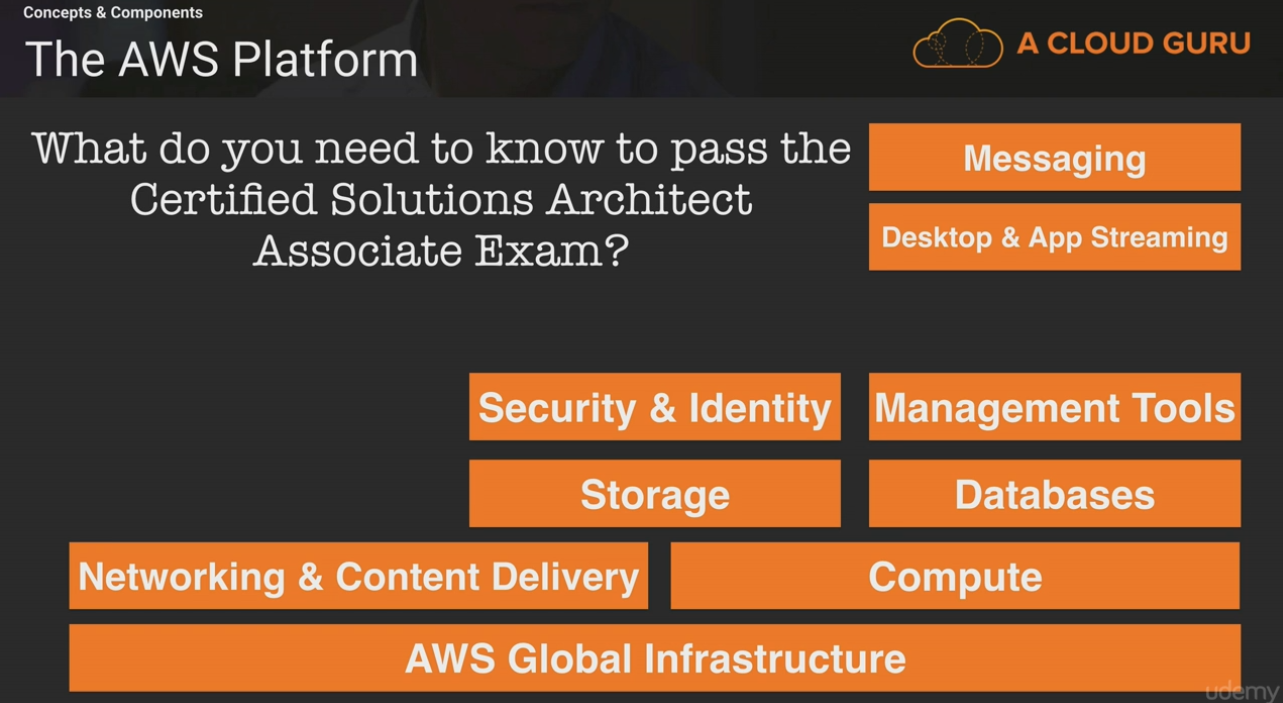 Concepts & Components
The AWS Platform
A CLOUD GURU
What do you need to know to pass the
Certified Solutions Architect
Associate Exam?
Messaging
Desktop & App Streaming
Security & Identity
Management Tools
Storage
Databases
Networking & Content Delivery
Compute
AWS Global Infrastructure
udemy